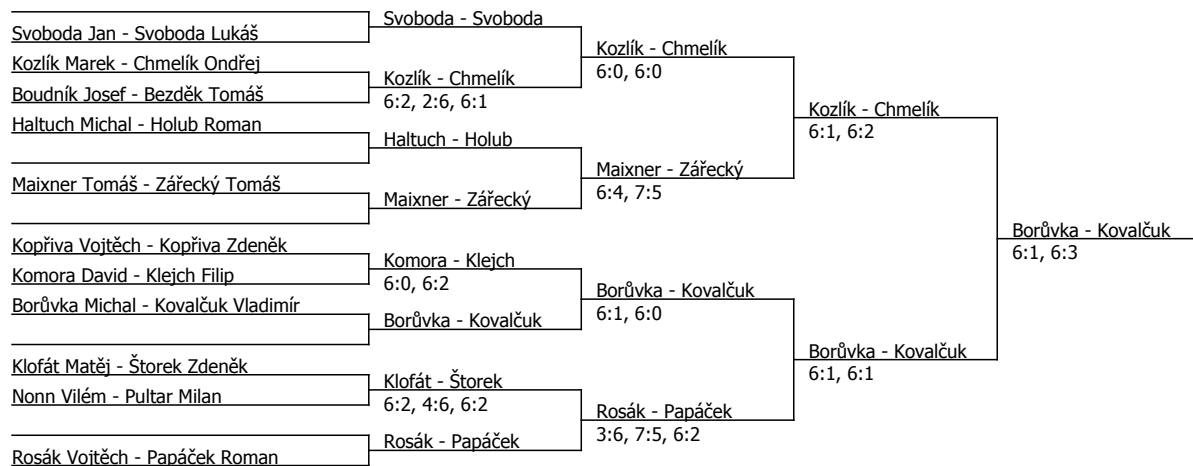 Svoboda Jan - Svoboda Lukáš
Kozlík Marek - Chmelík Ondřej
Boudník Josef - Bezděk Tomáš
Haltuch Michal - Holub Roman
Maixner Tomáš - Zářecký Tomáš
Kopřiva Vojtěch - Kopřiva Zdeněk
Komora David - Klejch Filip
Borůvka Michal - Kovalčuk Vladimír
Klofát Matěj - Štorek Zdeněk
Nonn Vilém - Pultar Milan
Rosák Vojtěch - Papáček Roman
Svoboda - Svoboda
Kozlík - Chmelík
6:2, 2:6, 6:1
Haltuch - Holub
Maixner - Zářecký
Komora - Klejch
6:0, 6:2
Borůvka - Kovalčuk
Klofát - Štorek
6:2, 4:6, 6:2
Rosák - Papáček
Kozlík - Chmelík
6:0, 6:0
Maixner - Zářecký
6:4, 7:5
Borůvka - Kovalčuk
6:1, 6:0
Rosák - Papáček
3:6, 7:5, 6:2
Kozlík - Chmelík
6:1, 6:2
Borůvka - Kovalčuk
6:1, 6:1
Borůvka - Kovalčuk
6:1, 6:3